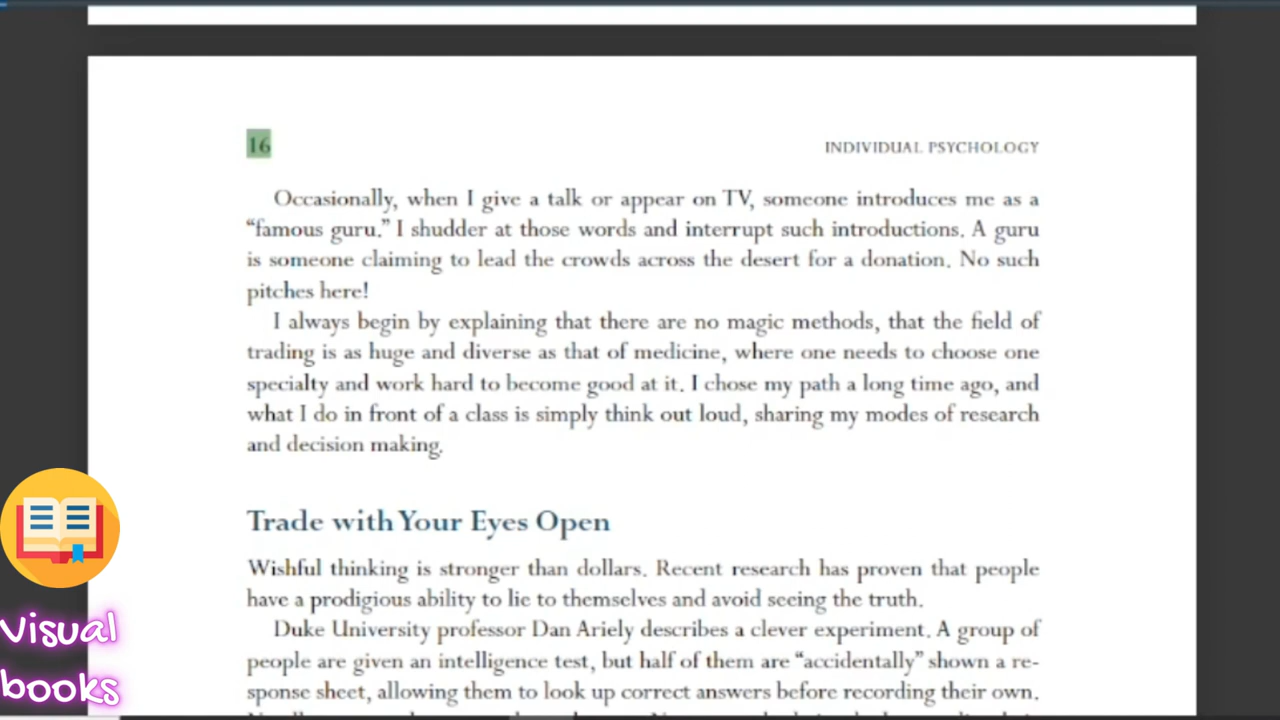 16
INDIVIDUAL PSYCHOLOGY
Occasionally, when I give a talk or appear on TV, someone introduces me as a
“famous guru.” I shudder at those words and interrupt such introductions. A guru
is someone claiming to lead the crowds across the desert for a donation. No such
pitches here!
I always begin by explaining that there are no magic methods, that the field of
trading is as huge and diverse as that of medicine, where one needs to choose one
specialty and work hard to become good at it. I chose my path a long time ago, and
what I do in front of a class is simply think out loud, sharing my modes of research
and decision making.
Trade with Your Eyes Open
Wishful thinking is stronger than dollars. Recent research has proven that people
have a prodigious ability to lie to themselves and avoid seeing the truth.
Duke University professor Dan Ariely describes a clever experiment. A group of
people are given an intelligence test, but half of them are “accidentally” shown a re-
sponse sheet, allowing them to look up correct answers before recording their own.
Visual
books